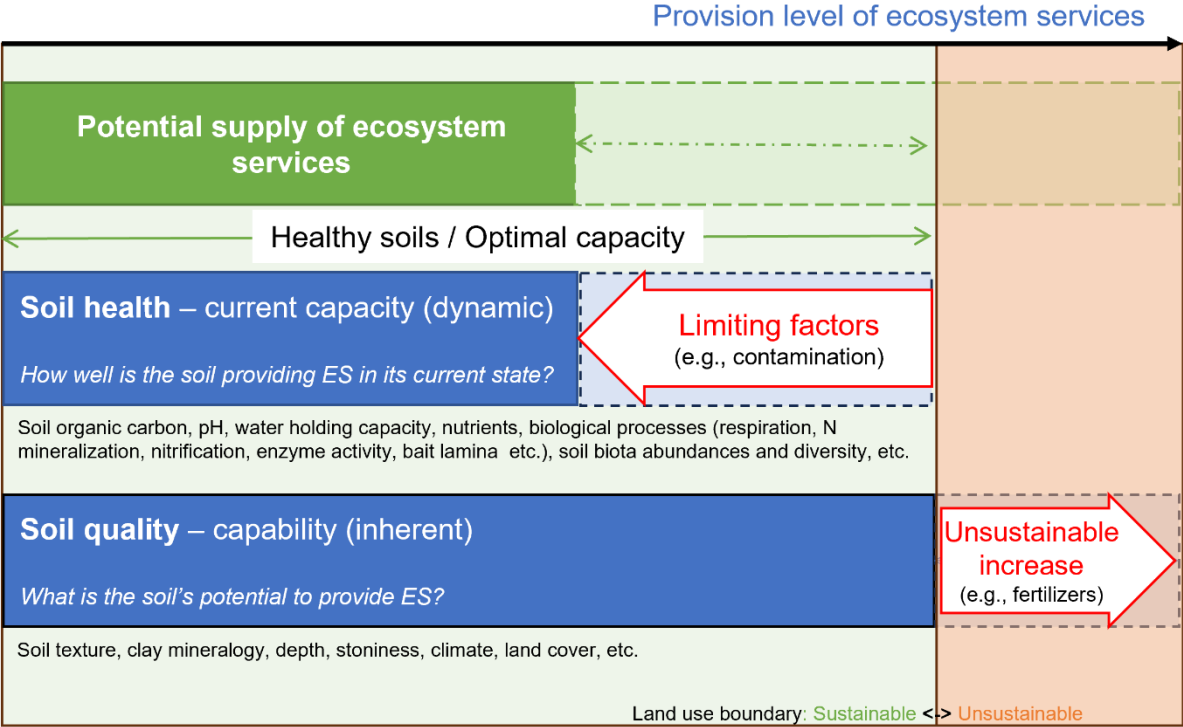 Provision level of ecosystem services
Potential supply of ecosystem
services
Healthy soils / Optimal capacity
Soil health – current capacity (dynamic)
How well is the soil providing ES in its current state?
Limiting factors
(e.g., contamination)
Soil organic carbon, pH, water holding capacity, nutrients, biological processes (respiration, N
mineralization, nitrification, enzyme activity, bait lamina etc.), soil biota abundances and diversity, etc.
Soil quality – capability (inherent)
What is the soil's potential to provide ES?
Unsustainable
increase
(e.g., fertilizers)
Soil texture, clay mineralogy, depth, stoniness, climate, land cover, etc.
Land use boundary: Sustainable <-> Unsustainable